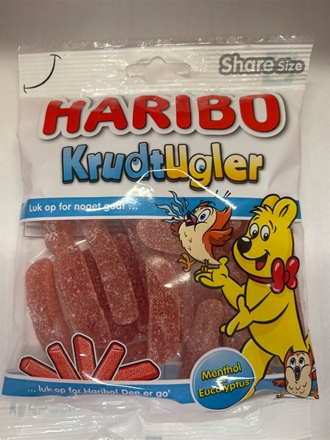 Share Size
HARIBO
KrudtUgler
Luk op for noget godt ...
Menthol
Eucalyptus
... luk op for Haribo! Den er go'